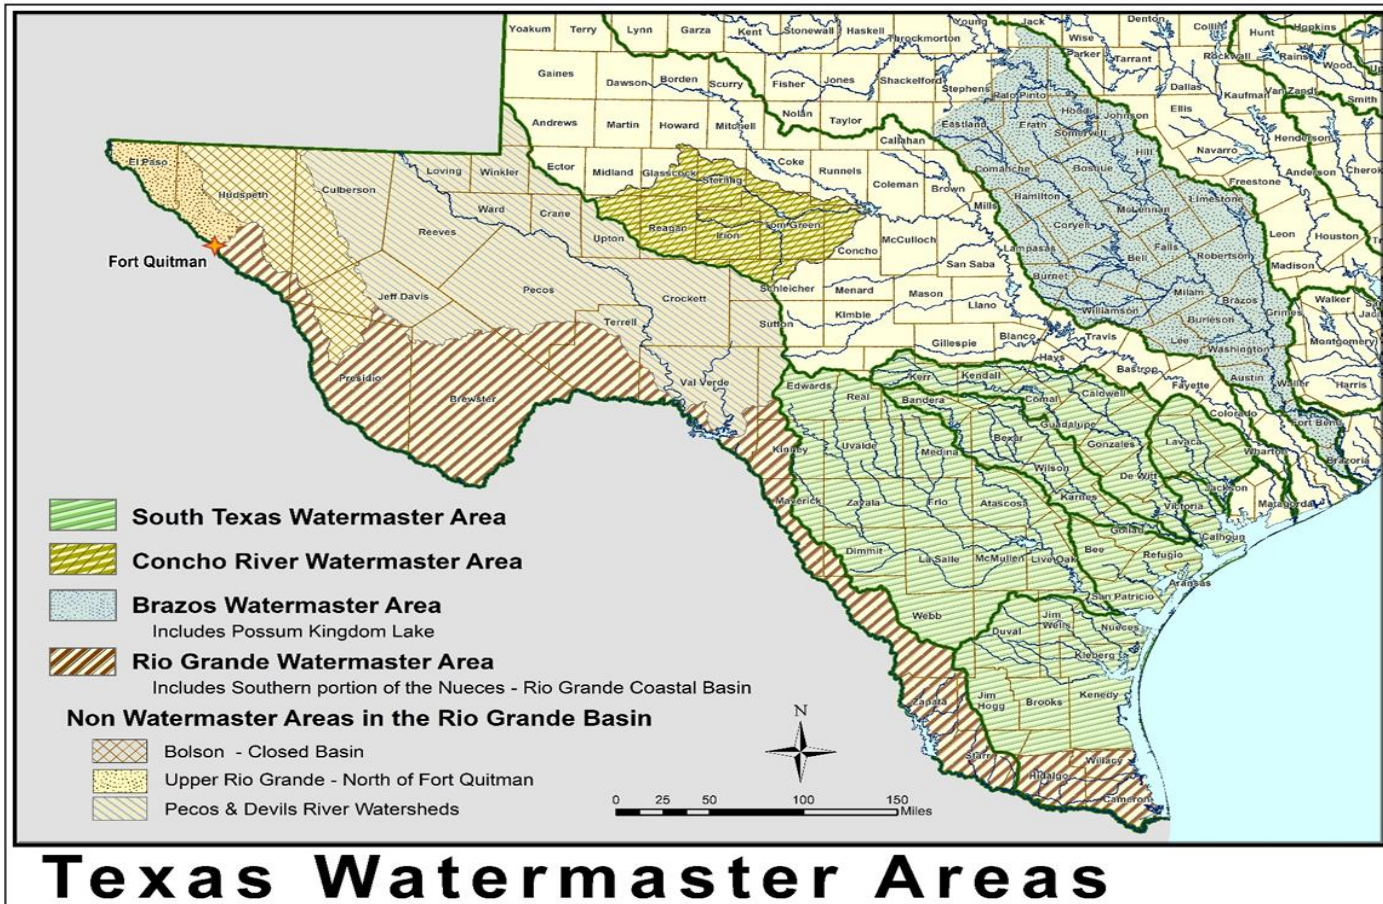 Yoakum Terry Lynn Garza Kent Stonewall Haskell Throckmorton Young Jack Wise Denton Collin Hunt Hopkins
Gaines Dawson Borden Scurry Fisher Jones Shackelford Stephens Parker Tarrant Dallas Rockwall Rains Wood
Kaufman Van Zandt Smith
Andrews Martin Howard Mitchell Nolan Taylor Callahan Eastland Palo Pinto Erath Hood Somervell Johnson Ellis Henderson
Hill Navarro
El Paso Hudspeth Culberson Loving Winkler Ector Midland Glasscock Sterling Coke Runnels Coleman Brown Comanche Bosque Freestone Anderson
Mills Hamilton McLennan Limestone
Reeves Ward Crane Upton Reagan Irion Tom Green Concho McCulloch Coryell Falls Leon Houston
San Saba Lampasas Bell Robertson Madison
Fort Quitman
Jeff Davis Pecos Crockett Schleicher Menard Mason Burnet Milam Brazos Walker
Llano Williamson Burleson Grimes
Terrell Sutton Kimble Gillespie Blanco Travis Lee Washington Montgomery
Hays Bastrop
Presidio Brewster Val Verde Edwards Real Kerr Kendall Comal Caldwell Fayette Austin Waller Harris
Bandera Guadalupe Colorado Fort Bend
Kinney Uvalde Medina Bexar Gonzales Lavaca Wharton Brazoria
Wilson De Witt
Maverick Zavala Frio Atascosa Karnes Victoria Jackson Matagorda
Goliad Calhoun
Dimmit La Salle McMullen Live Oak Bee Refugio
Aransas
San Patricio
Webb Duval Jim Wells Nueces
Kleberg
Zapata Jim Hogg Brooks Kenedy
Starr Hidalgo Willacy
Cameron
South Texas Watermaster Area
Concho River Watermaster Area
Brazos Watermaster Area
Includes Possum Kingdom Lake
Rio Grande Watermaster Area
Includes Southern portion of the Nueces - Rio Grande Coastal Basin
Non Watermaster Areas in the Rio Grande Basin
Bolson - Closed Basin
Upper Rio Grande - North of Fort Quitman
Pecos & Devils River Watersheds
N
0 25 50 100 150
Miles
Texas Watermaster Areas